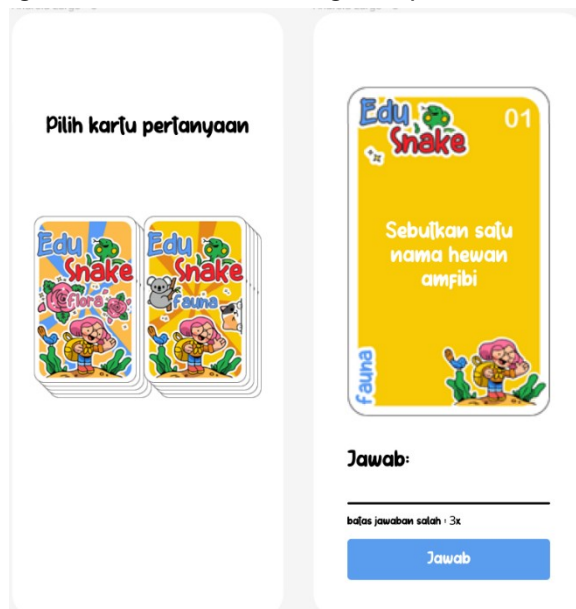 Pilih kartu pertanyaan
Edu
Snake
flora
Edu
Snake
fauna
Edu
Snake
01
Sebutkan satu
nama hewan
amfibi
fauna
Jawab:
batas jawaban salah : 3x
Jawab